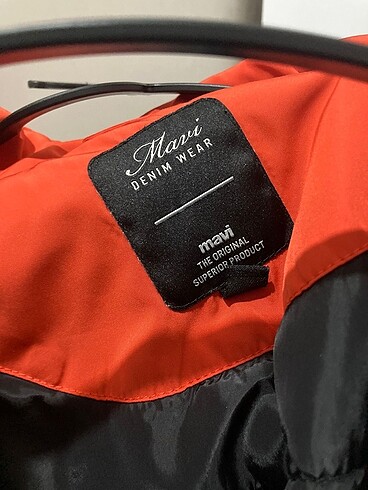 Mavi
DENIM WEAR
mavi
THE ORIGINAL
SUPERIOR PRODUCT